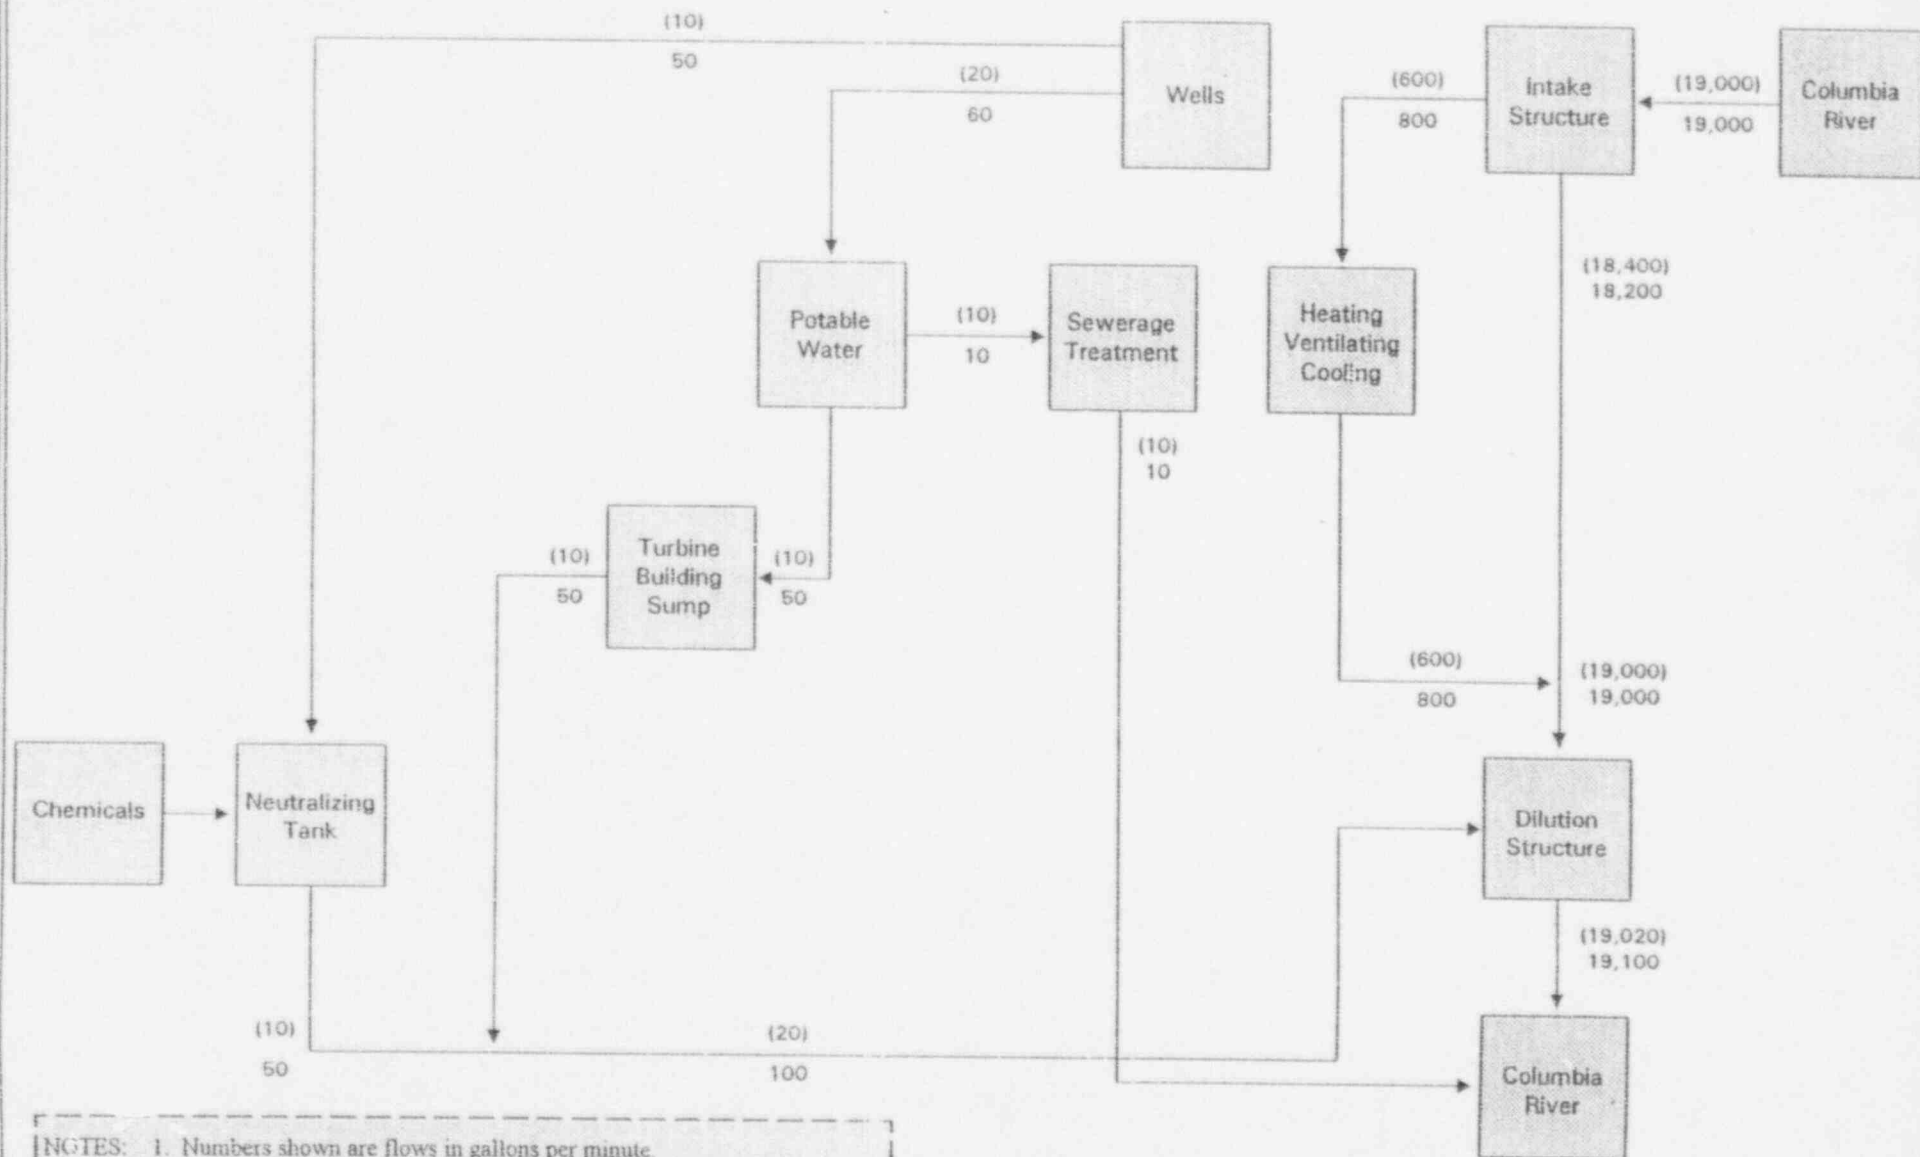 (10)
50
(20)
60
Wells
(600)
800
Intake
Structure
(19,000)
19,000
Columbia
River
(18,400)
18,200
Potable
Water
(10)
10
Sewerage
Treatment
Heating
Ventilating
Cooling
(10)
10
(10)
50
Turbine
Building
Sump
(10)
50
(600)
800
(19,000)
19,000
Chemicals
Neutralizing
Tank
Dilution
Structure
(19,020)
19,100
(10)
50
(20)
100
Columbia
River
NOTES: 1. Numbers shown are flows in gallons per minute.